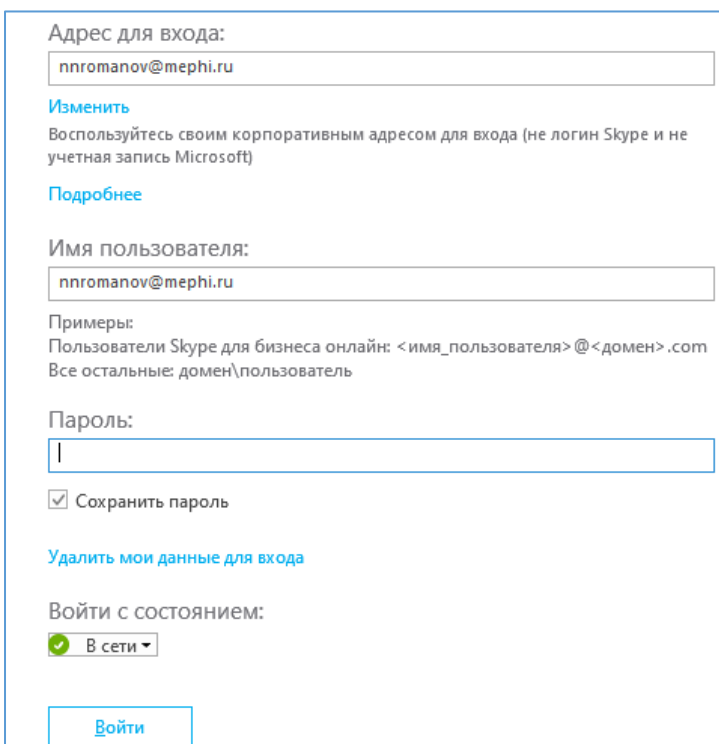 Адрес для входа:
nnromanov@mephi.ru
Изменить
Воспользуйтесь своим корпоративным адресом для входа (не логин Skype и не
учетная запись Microsoft)
Подробнее
Имя пользователя:
nnromanov@mephi.ru
Примеры:
Пользователи Skype для бизнеса онлайн: <имя_пользователя>@<домен>.com
Все остальные: домен\пользователь
Пароль:
Сохранить пароль
Удалить мои данные для входа
Войти с состоянием:
В сети
Войти